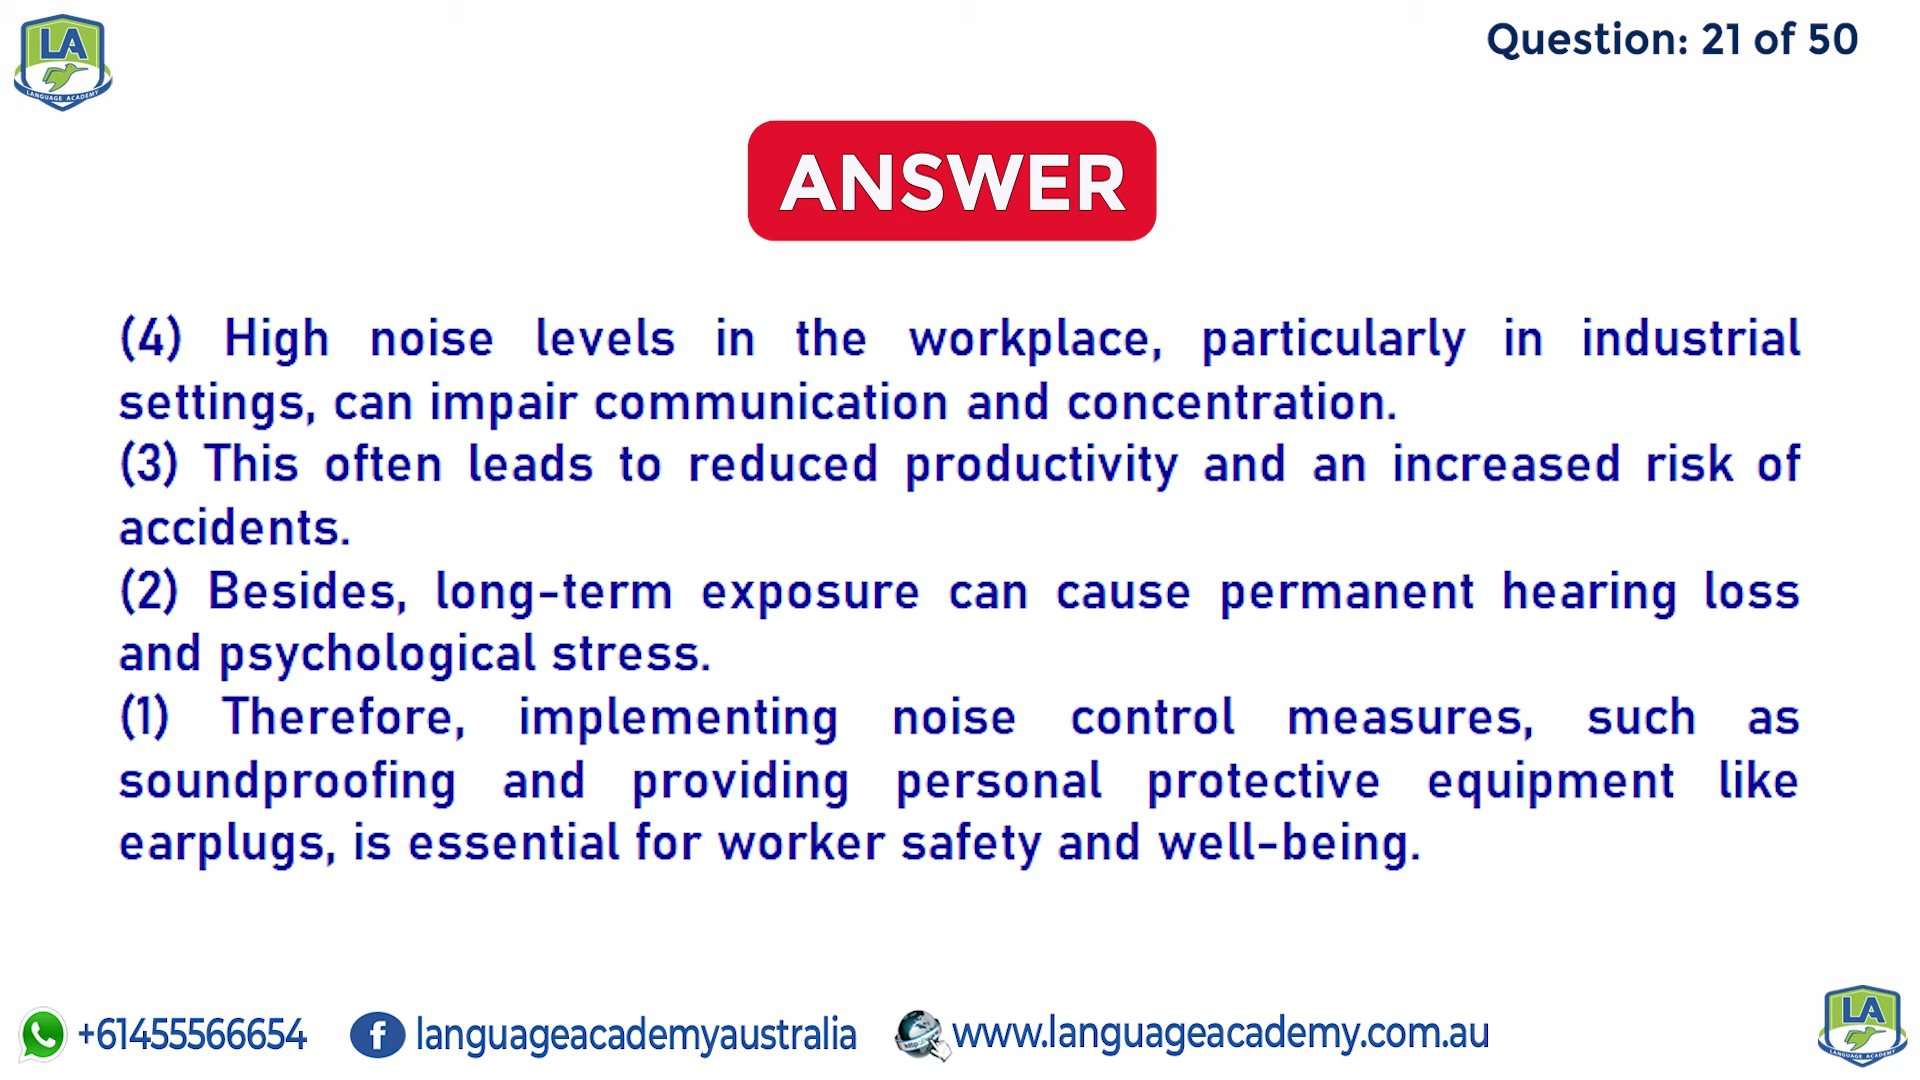 LA
LANGUAGE ACADEMY
Question: 21 of 50
ANSWER
(4) High noise levels in the workplace, particularly in industrial
settings, can impair communication and concentration.
(3) This often leads to reduced productivity and an increased risk of
accidents.
(2) Besides, long-term exposure can cause permanent hearing loss
and psychological stress.
(1) Therefore, implementing noise control measures, such as
soundproofing and providing personal protective equipment like
earplugs, is essential for worker safety and well-being.
+61455566654
f languageacademyaustralia
http:// www.languageacademy.com.au
LA
LANGUAGE ACADEMY